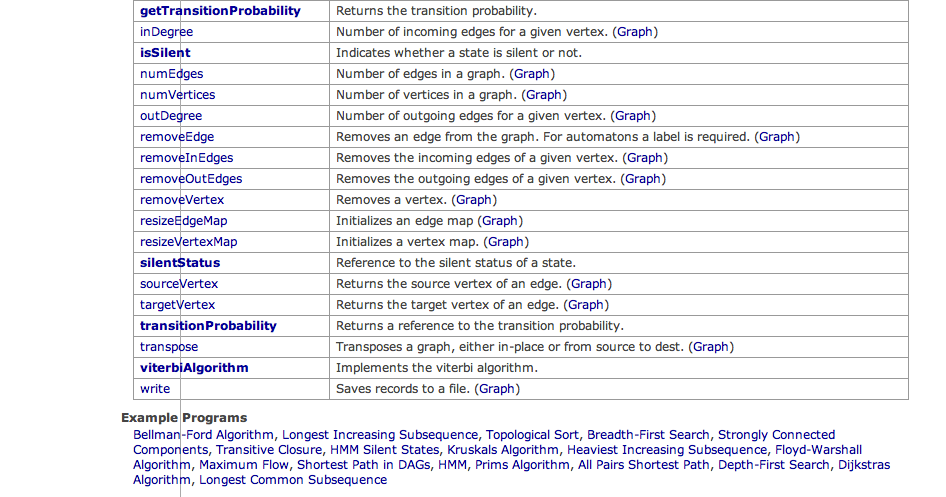 getTransitionProbability Returns the transition probability.
inDegree Number of incoming edges for a given vertex. (Graph)
isSilent Indicates whether a state is silent or not.
numEdges Number of edges in a graph. (Graph)
numVertices Number of vertices in a graph. (Graph)
outDegree Number of outgoing edges for a given vertex. (Graph)
removeEdge Removes an edge from the graph. For automatons a label is required. (Graph)
removeInEdges Removes the incoming edges of a given vertex. (Graph)
removeOutEdges Removes the outgoing edges of a given vertex. (Graph)
removeVertex Removes a vertex. (Graph)
resizeEdgeMap Initializes an edge map (Graph)
resizeVertexMap Initializes a vertex map. (Graph)
silentStatus Reference to the silent status of a state.
sourceVertex Returns the source vertex of an edge. (Graph)
targetVertex Returns the target vertex of an edge. (Graph)
transitionProbability Returns a reference to the transition probability.
transpose Transposes a graph, either in-place or from source to dest. (Graph)
viterbiAlgorithm Implements the viterbi algorithm.
write Saves records to a file. (Graph)
Example Programs
Bellman-Ford Algorithm, Longest Increasing Subsequence, Topological Sort, Breadth-First Search, Strongly Connected
Components, Transitive Closure, HMM Silent States, Kruskals Algorithm, Heaviest Increasing Subsequence, Floyd-Warshall
Algorithm, Maximum Flow, Shortest Path in DAGs, HMM, Prims Algorithm, All Pairs Shortest Path, Depth-First Search, Dijkstras
Algorithm, Longest Common Subsequence